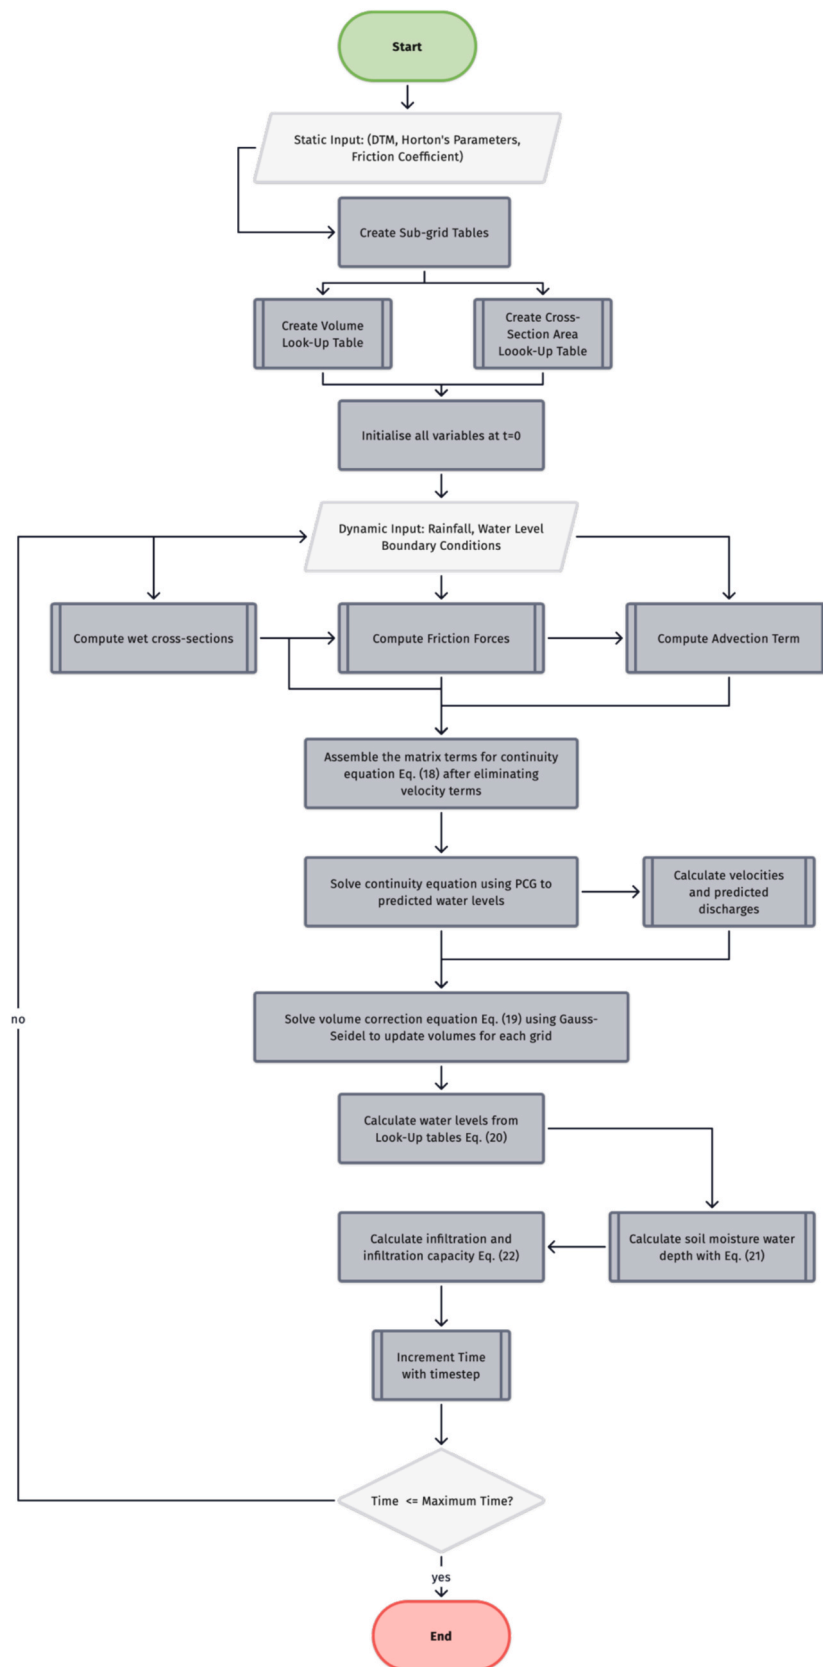 Start
Static Input: (DTM, Horton's Parameters,
Friction Coefficient)
Create Sub-grid Tables
Create Volume
Look-Up Table
Create Cross-
Section Area
Loook-Up Table
Initialise all variables at t=0
Dynamic Input: Rainfall, Water Level
Boundary Conditions
Compute wet cross-sections
Compute Friction Forces
Compute Advection Term
Assemble the matrix terms for continuity
equation Eq. (18) after eliminating
velocity terms
Solve continuity equation using PCG to
predicted water levels
Calculate velocities
and predicted
discharges
no
Solve volume correction equation Eq. (19) using Gauss-
Seidel to update volumes for each grid
Calculate water levels from
Look-Up tables Eq. (20)
Calculate infiltration and
infiltration capacity Eq. (22)
Calculate soil moisture water
depth with Eq. (21)
Increment Time
with timestep
Time <= Maximum Time?
yes
End